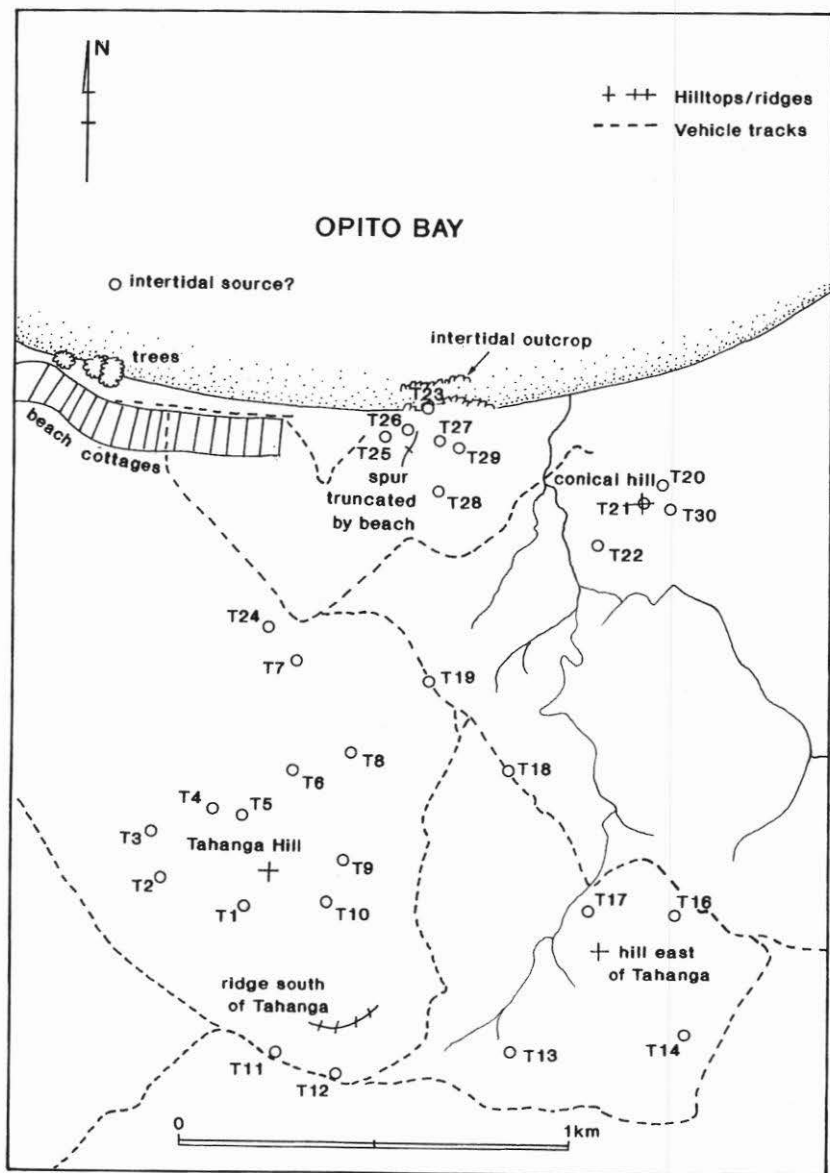 N
Hilltops/ridges
Vehicle tracks
OPITO BAY
intertidal source?
intertidal outcrop
trees
T23
beach cottages
T26
T27
T25
T29
spur
truncated
by beach
T28
conical hill
T20
T21
T30
T22
T24
T7
T19
T8
T6
T18
T4
T5
T3
Tahanga Hill
T9
T2
T1
T10
T17
T16
hill east
of Tahanga
ridge south
of Tahanga
T11
T12
T13
T14
0
1km